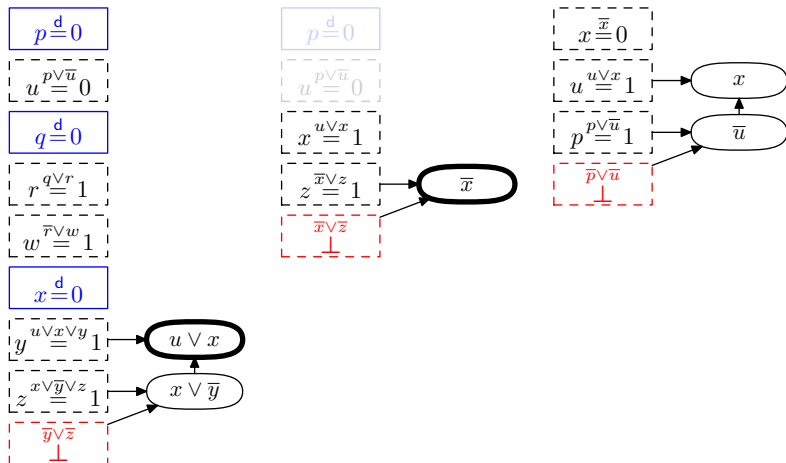 p =ᵈ 0
u =^{p∨u̅} 0
q =ᵈ 0
r =^{q∨r} 1
w =^{r̅∨w} 1
x =ᵈ 0
y =^{u∨x∨y} 1
u ∨ x
z =^{x∨y̅∨z} 1
x ∨ y̅
y̅∨z̅
⊥
p =ᵈ 0
u =^{p∨u̅} 0
x =^{u∨x} 1
z =^{x̅∨z} 1
x̅
x̅∨z̅
⊥
x =^{x̅} 0
u =^{u∨x} 1
x
p =^{p∨u̅} 1
u̅
p̅∨u̅
⊥